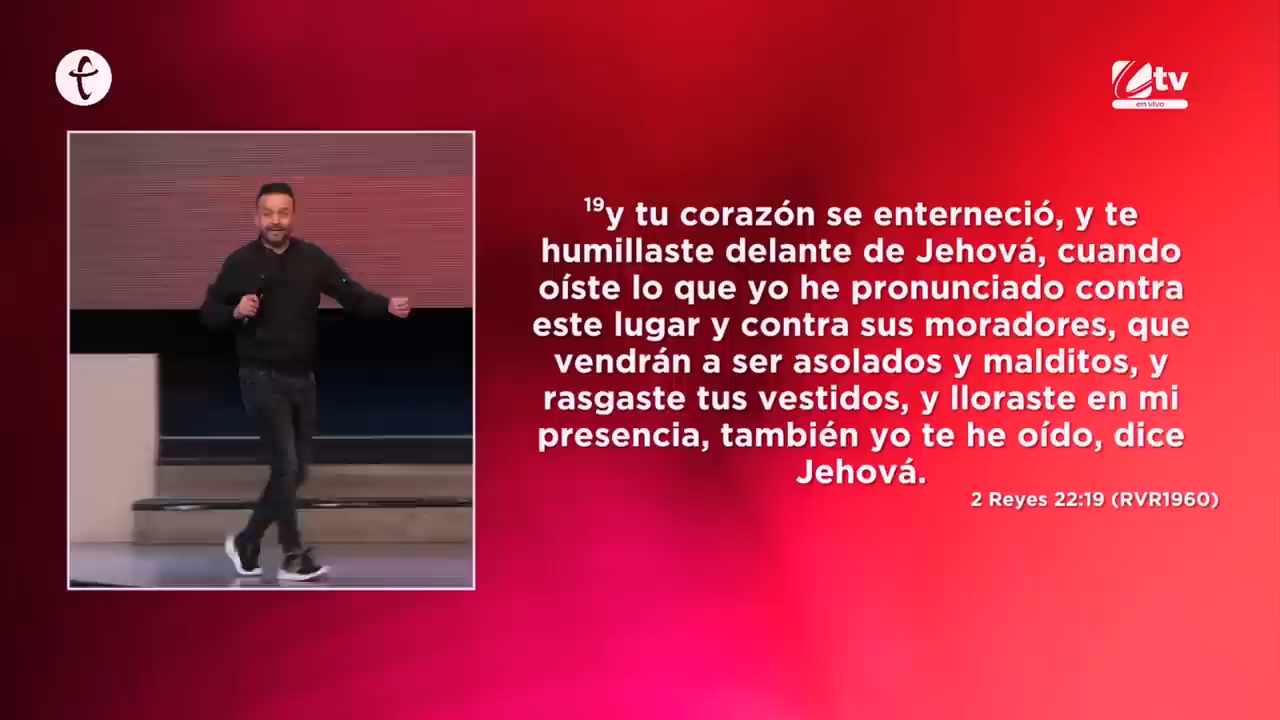 tv
en vivo
¹⁹y tu corazón se enterneció, y te
humillaste delante de Jehová, cuando
oíste lo que yo he pronunciado contra
este lugar y contra sus moradores, que
vendrán a ser asolados y malditos, y
rasgaste tus vestidos, y lloraste en mi
presencia, también yo te he oído, dice
Jehová.
2 Reyes 22:19 (RVR1960)